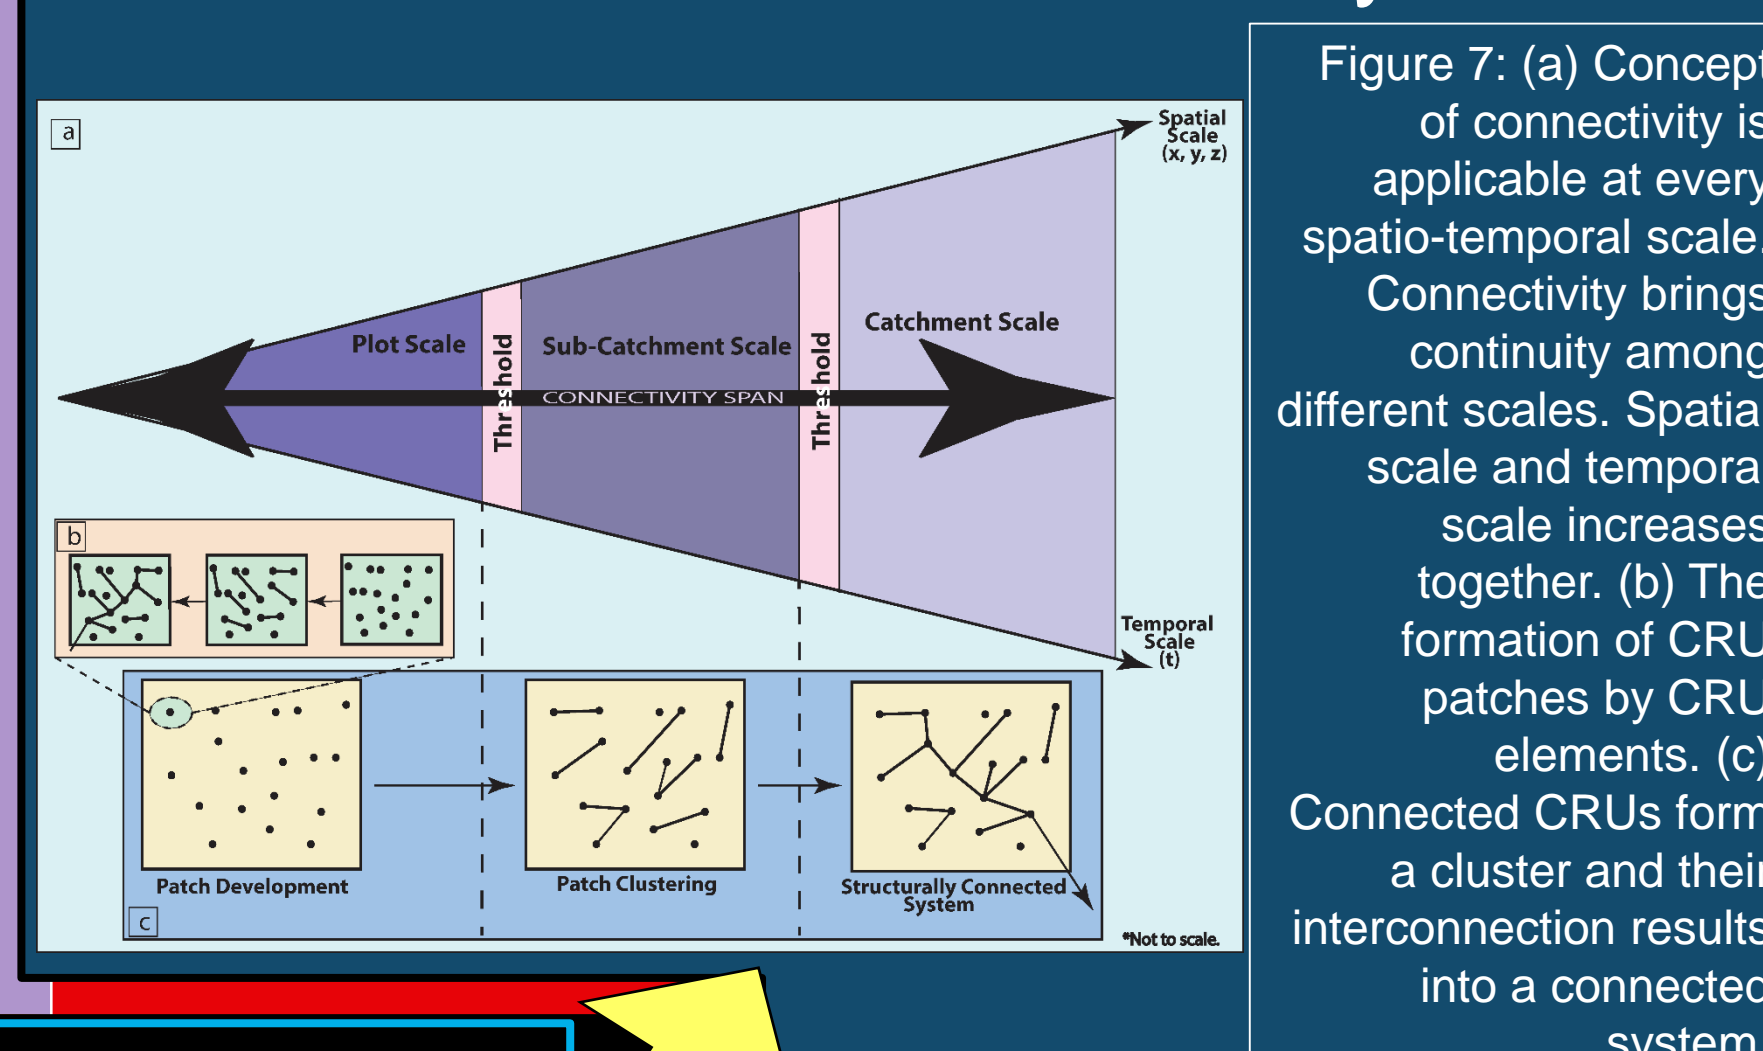 a
Spatial
Scale
(x, y, z)
Plot Scale
Threshold
Sub-Catchment Scale
Threshold
Catchment Scale
CONNECTIVITY SPAN
Temporal
Scale
(t)
b
Patch Development
Patch Clustering
Structurally Connected
System
c
*Not to scale.
Figure 7: (a) Concept
of connectivity is
applicable at every
spatio-temporal scale.
Connectivity brings
continuity among
different scales. Spatial
scale and temporal
scale increases
together. (b) The
formation of CRU
patches by CRU
elements. (c)
Connected CRUs form
a cluster and their
interconnection results
into a connected
system